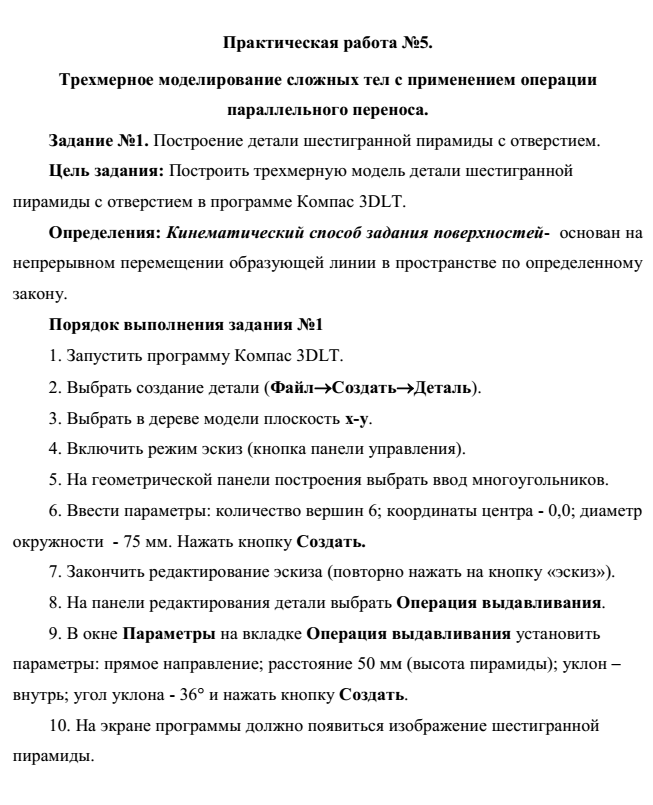 Практическая работа №5.
Трехмерное моделирование сложных тел с применением операции
параллельного переноса.
Задание №1. Построение детали шестигранной пирамиды с отверстием.
Цель задания: Построить трехмерную модель детали шестигранной
пирамиды с отверстием в программе Компас 3DLT.
Определения: Кинематический способ задания поверхностей- основан на
непрерывном перемещении образующей линии в пространстве по определенному
закону.
Порядок выполнения задания №1
1. Запустить программу Компас 3DLT.
2. Выбрать создание детали (Файл→Создать→Деталь).
3. Выбрать в дереве модели плоскость x-y.
4. Включить режим эскиз (кнопка панели управления).
5. На геометрической панели построения выбрать ввод многоугольников.
6. Ввести параметры: количество вершин 6; координаты центра - 0,0; диаметр
окружности - 75 мм. Нажать кнопку Создать.
7. Закончить редактирование эскиза (повторно нажать на кнопку «эскиз»).
8. На панели редактирования детали выбрать Операция выдавливания.
9. В окне Параметры на вкладке Операция выдавливания установить
параметры: прямое направление; расстояние 50 мм (высота пирамиды); уклон –
внутрь; угол уклона - 36° и нажать кнопку Создать.
10. На экране программы должно появиться изображение шестигранной
пирамиды.